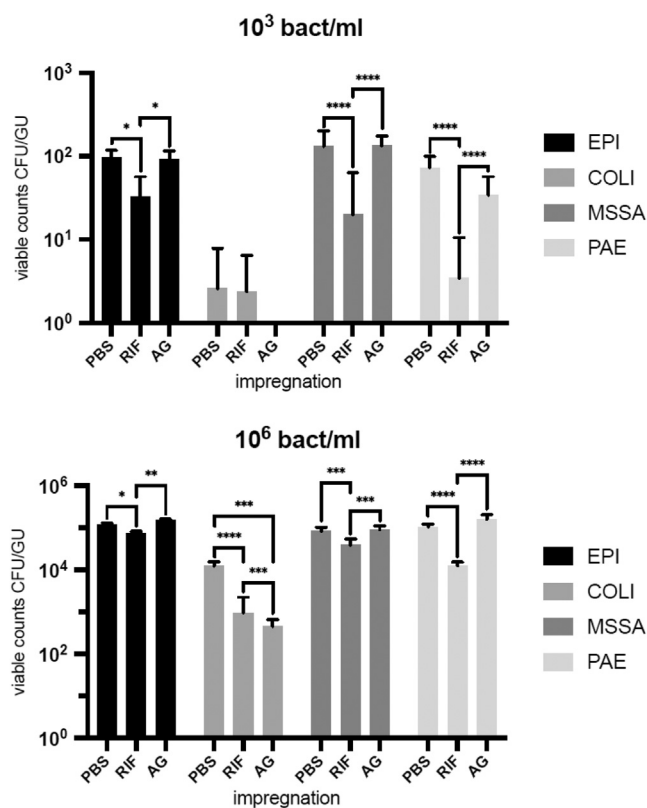 10³ bact/ml
viable counts CFU/GU
10³
10²
10¹
10⁰
* * **** **** **** ****
PBS RIF AG PBS RIF AG PBS RIF AG PBS RIF AG
impregnation
EPI
COLI
MSSA
PAE
10⁶ bact/ml
viable counts CFU/GU
10⁶
10⁴
10²
10⁰
* ** *** **** *** *** *** **** ****
PBS RIF AG PBS RIF AG PBS RIF AG PBS RIF AG
impregnation
EPI
COLI
MSSA
PAE